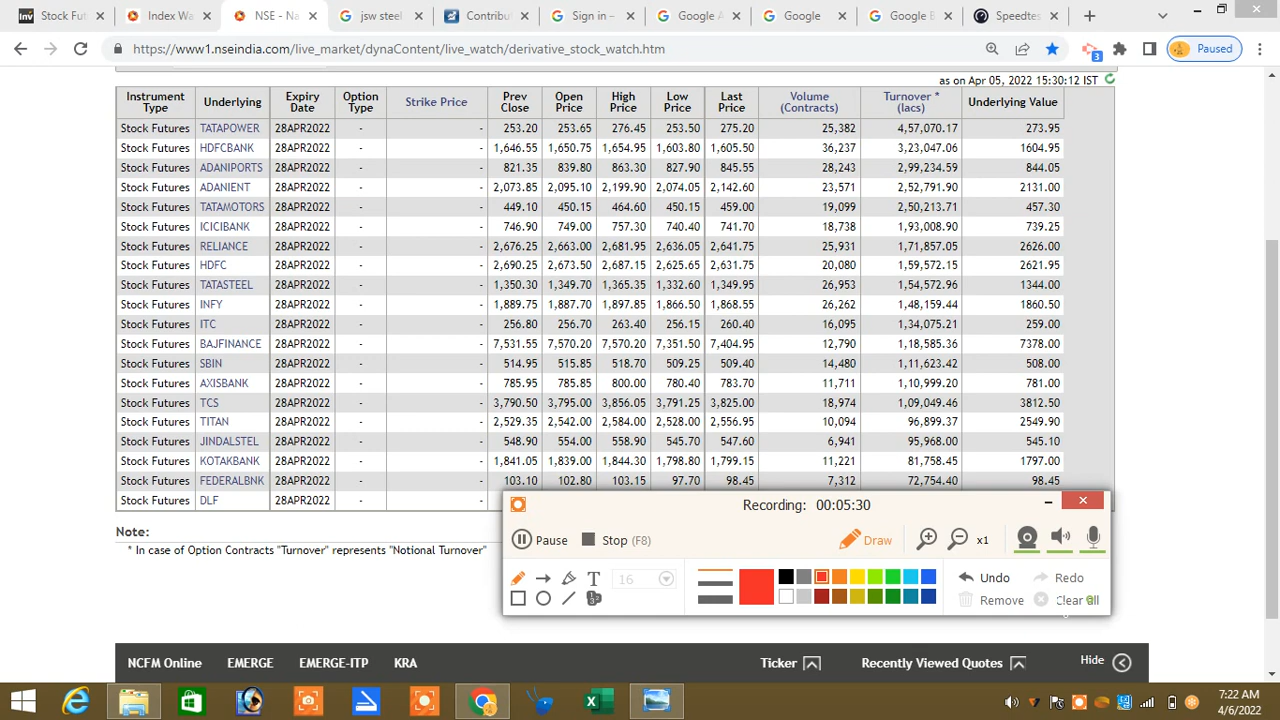 Stock Fut
Index Wa
NSE - Na
jsw steel
Contribut
Sign in –
Google A
Google
Google B
Speedtes
https://www1.nseindia.com/live_market/dynaContent/live_watch/derivative_stock_watch.htm
3
Paused
as on Apr 05, 2022 15:30:12 IST
Instrument Type Underlying Expiry Date Option Type Strike Price Prev Close Open Price High Price Low Price Last Price Volume (Contracts) Turnover * (lacs) Underlying Value
Stock Futures TATAPOWER 28APR2022 - - 253.20 253.65 276.45 253.50 275.20 25,382 4,57,070.17 273.95
Stock Futures HDFCBANK 28APR2022 - - 1,646.55 1,650.75 1,654.95 1,603.80 1,605.50 36,237 3,23,047.06 1604.95
Stock Futures ADANIPORTS 28APR2022 - - 821.35 839.80 863.30 827.90 845.55 28,243 2,99,234.59 844.05
Stock Futures ADANIENT 28APR2022 - - 2,073.85 2,095.10 2,199.90 2,074.05 2,142.60 23,571 2,52,791.90 2131.00
Stock Futures TATAMOTORS 28APR2022 - - 449.10 450.15 464.60 450.15 459.00 19,099 2,50,213.71 457.30
Stock Futures ICICIBANK 28APR2022 - - 746.90 749.00 757.30 740.40 741.70 18,738 1,93,008.90 739.25
Stock Futures RELIANCE 28APR2022 - - 2,676.25 2,663.00 2,681.95 2,636.05 2,641.75 25,931 1,71,857.05 2626.00
Stock Futures HDFC 28APR2022 - - 2,690.25 2,673.50 2,687.15 2,625.65 2,631.75 20,080 1,59,572.15 2621.95
Stock Futures TATASTEEL 28APR2022 - - 1,350.30 1,349.70 1,365.35 1,332.60 1,349.95 26,953 1,54,572.96 1344.00
Stock Futures INFY 28APR2022 - - 1,889.75 1,887.70 1,897.85 1,866.50 1,868.55 26,262 1,48,159.44 1860.50
Stock Futures ITC 28APR2022 - - 256.80 256.70 263.40 256.15 260.40 16,095 1,34,075.21 259.00
Stock Futures BAJFINANCE 28APR2022 - - 7,531.55 7,570.20 7,570.20 7,351.50 7,404.95 12,790 1,18,585.36 7378.00
Stock Futures SBIN 28APR2022 - - 514.95 515.85 518.70 509.25 509.40 14,480 1,11,623.42 508.00
Stock Futures AXISBANK 28APR2022 - - 785.95 785.85 800.00 780.40 783.70 11,711 1,10,999.20 781.00
Stock Futures TCS 28APR2022 - - 3,790.50 3,795.00 3,856.05 3,791.25 3,825.00 18,974 1,09,049.46 3812.50
Stock Futures TITAN 28APR2022 - - 2,529.35 2,542.00 2,584.00 2,528.00 2,556.95 10,094 96,899.37 2549.90
Stock Futures JINDALSTEL 28APR2022 - - 548.90 554.00 558.90 545.70 547.60 6,941 95,968.00 545.10
Stock Futures KOTAKBANK 28APR2022 - - 1,841.05 1,839.00 1,844.30 1,798.80 1,799.15 11,221 81,758.45 1797.00
Stock Futures FEDERALBNK 28APR2022 - - 103.10 102.80 103.15 97.70 98.45 7,312 72,754.40 98.45
Stock Futures DLF 28APR2022 - -
Note:
* In case of Option Contracts "Turnover" represents "Notional Turnover"
Recording: 00:05:30
Pause Stop (F8) Draw x1
T 16 Undo Redo
Remove Clear all
NCFM Online EMERGE EMERGE-ITP KRA Ticker Recently Viewed Quotes Hide
7:22 AM
4/6/2022